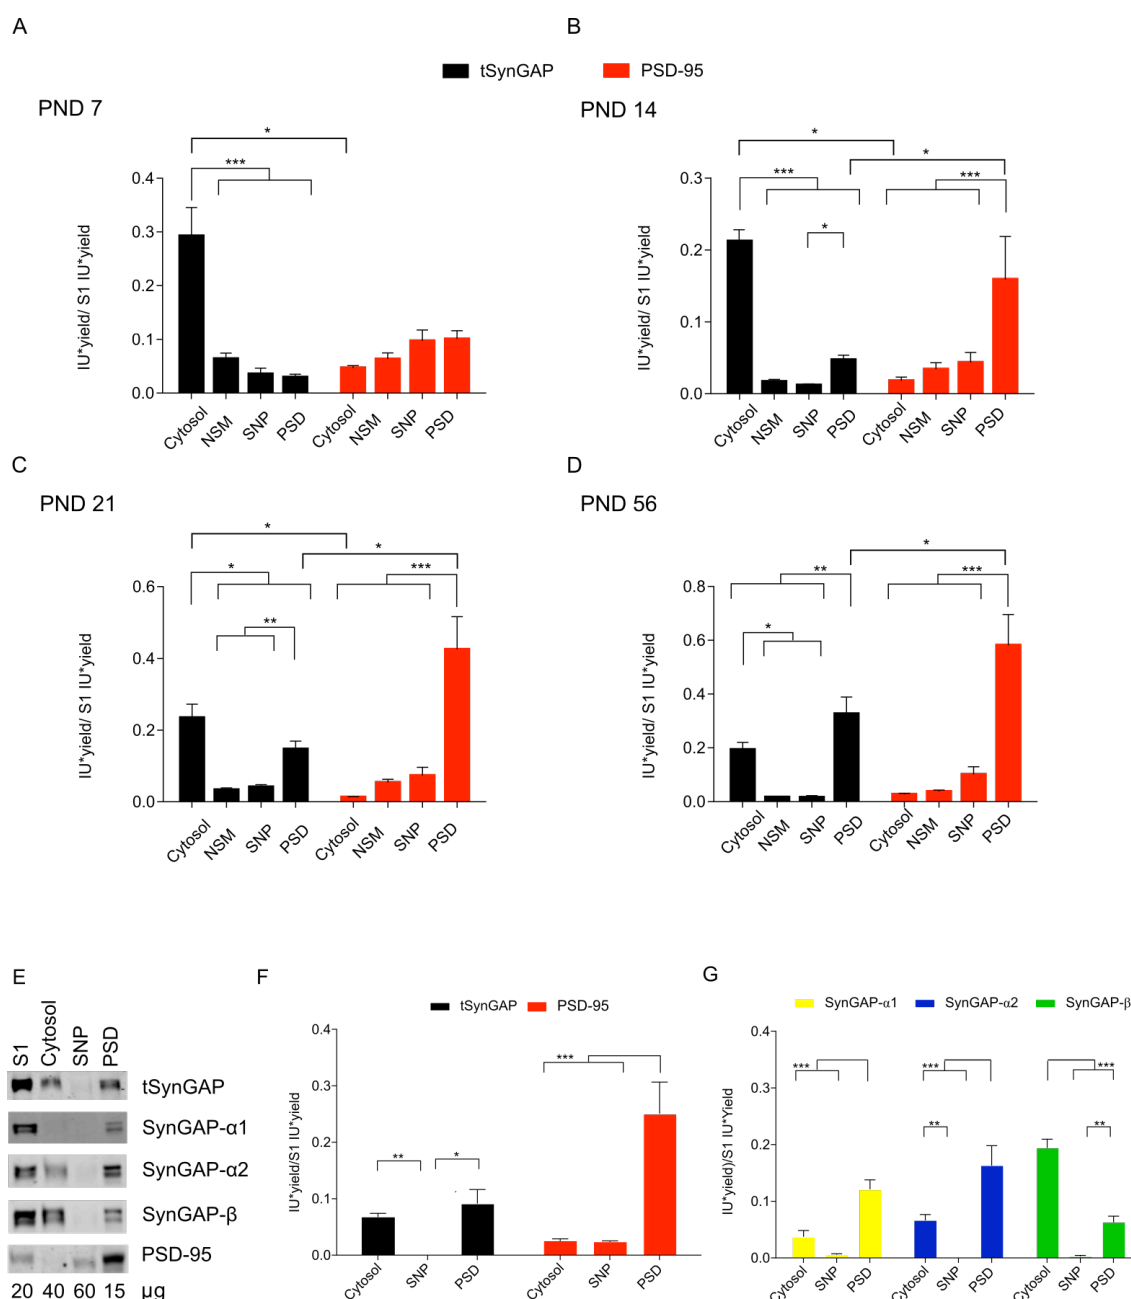 A
B
tSynGAP PSD-95
PND 7
PND 14
*
***
0.4
0.3
0.2
0.1
0.0
IU*yield/ S1 IU*yield
Cytosol NSM SNP PSD Cytosol NSM SNP PSD
*
*
***
***
*
0.3
0.2
0.1
0.0
IU*yield/ S1 IU*yield
Cytosol NSM SNP PSD Cytosol NSM SNP PSD
C
D
PND 21
PND 56
*
*
*
***
**
0.6
0.4
0.2
0.0
IU*yield/ S1 IU*yield
Cytosol NSM SNP PSD Cytosol NSM SNP PSD
*
**
***
*
0.8
0.6
0.4
0.2
0.0
IU*yield/ S1 IU*yield
Cytosol NSM SNP PSD Cytosol NSM SNP PSD
E
S1 Cytosol SNP PSD
tSynGAP
SynGAP-α1
SynGAP-α2
SynGAP-β
PSD-95
20 40 60 15 µg
F
tSynGAP PSD-95
0.4
0.3
0.2
0.1
0.0
IU*yield/S1 IU*yield
***
** *
Cytosol SNP PSD Cytosol SNP PSD
G
SynGAP-α1 SynGAP-α2 SynGAP-β
0.4
0.3
0.2
0.1
0.0
IU*yield)/S1 IU*Yield
*** *** ***
** **
Cytosol SNP PSD Cytosol SNP PSD Cytosol SNP PSD